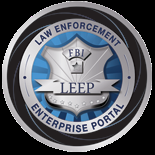 LAW ENFORCEMENT
FBI
LEEP
ENTERPRISE PORTAL